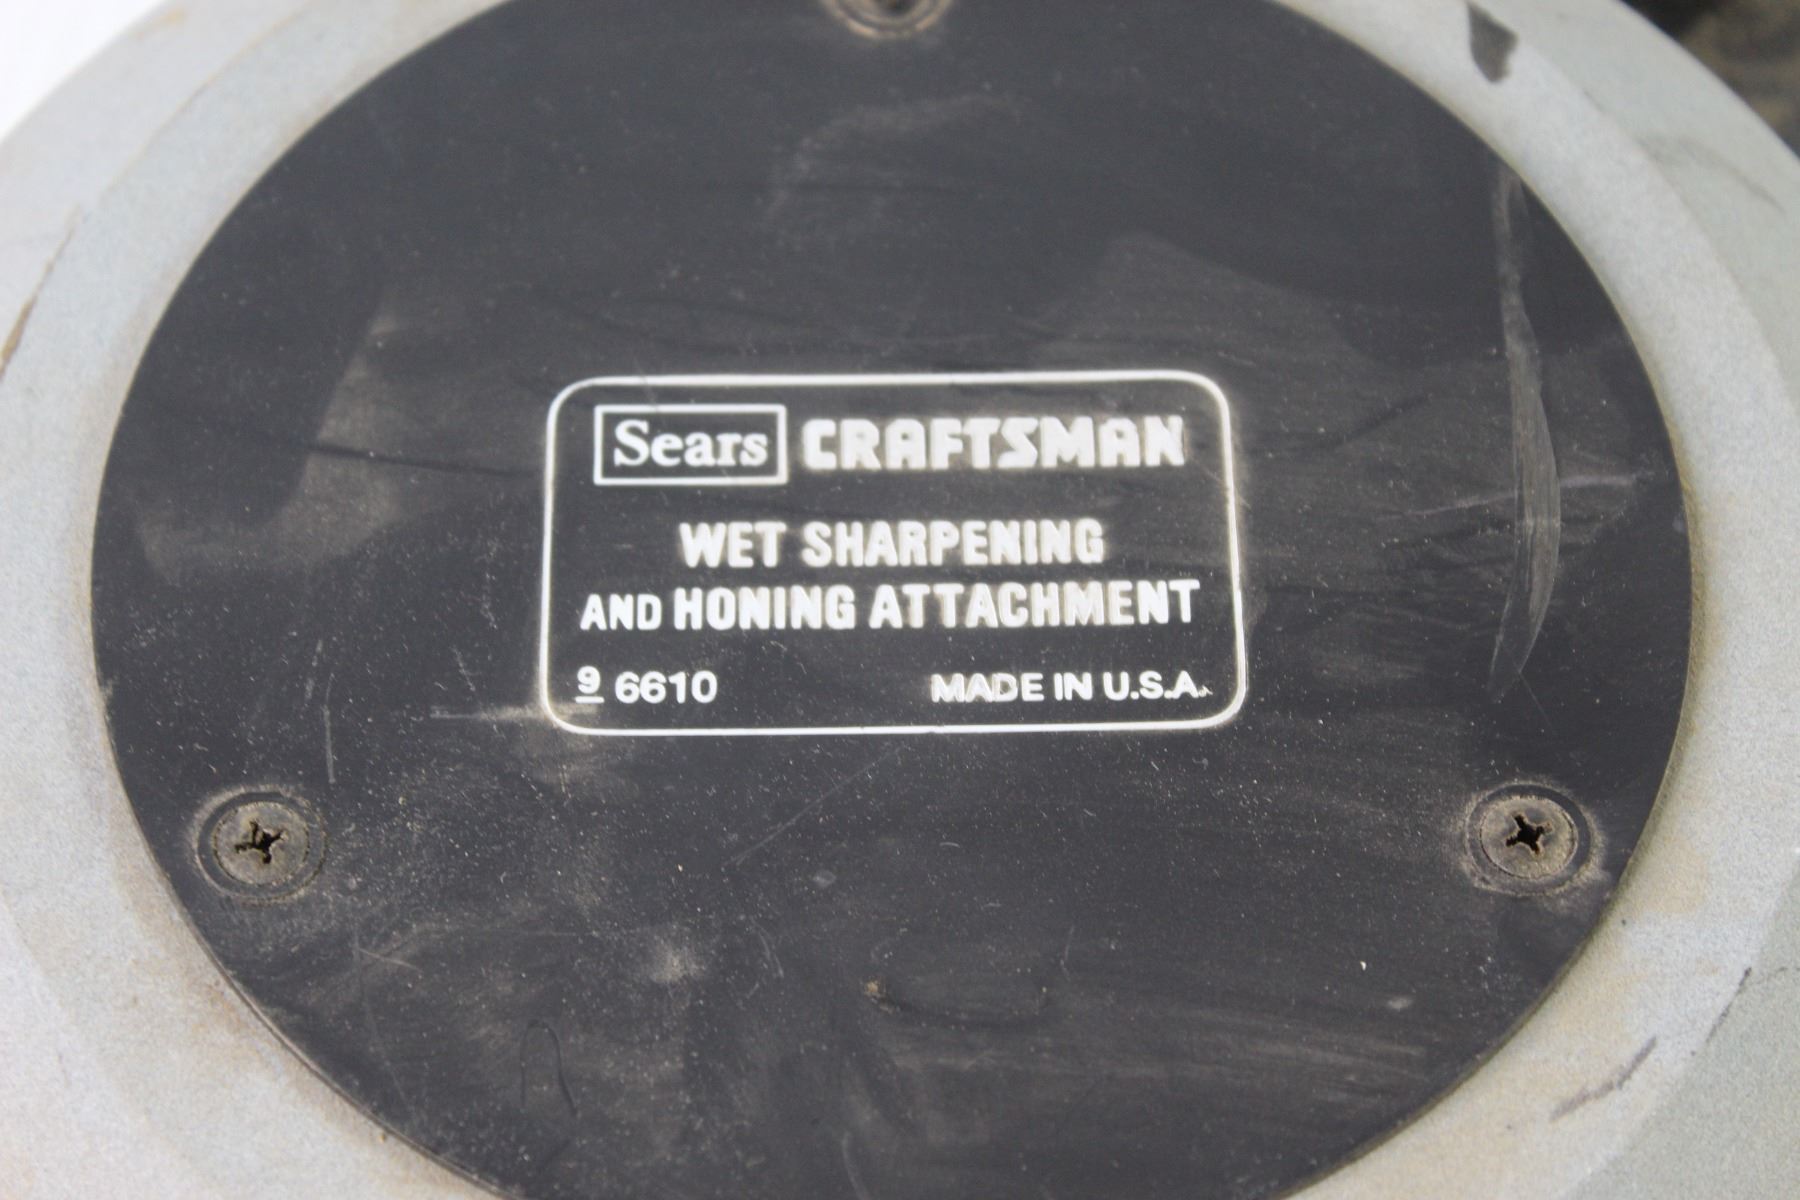 Sears CRAFTSMAN
WET SHARPENING
AND HONING ATTACHMENT
9 6610 MADE IN U.S.A.